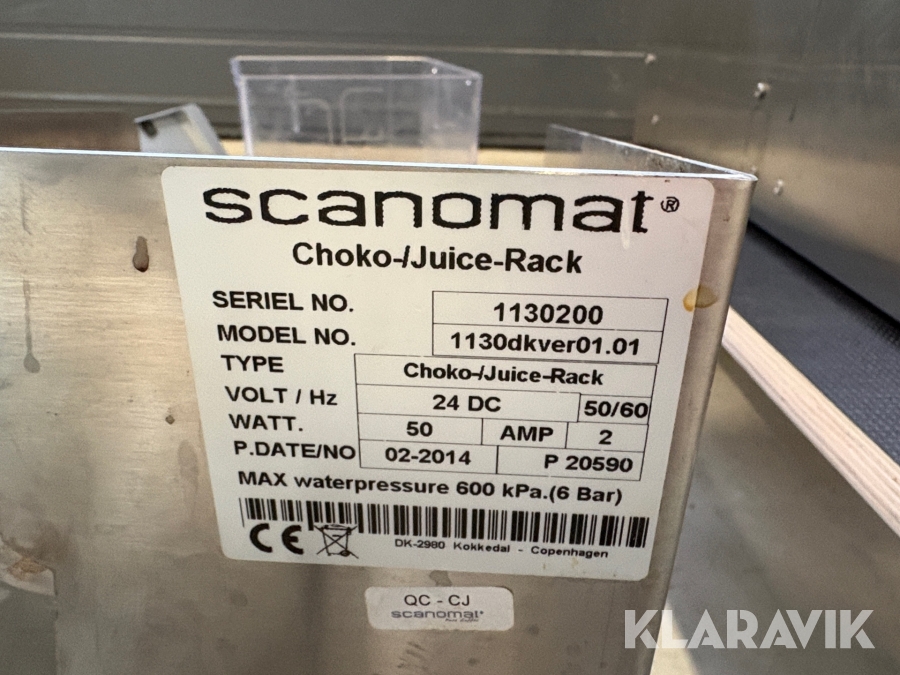 scanomat®
Choko-/Juice-Rack
SERIEL NO. 1130200
MODEL NO. 1130dkver01.01
TYPE Choko-/Juice-Rack
VOLT / Hz 24 DC 50/60
WATT. 50 AMP 2
P.DATE/NO 02-2014 P 20590
MAX waterpressure 600 kPa.(6 Bar)
CE
DK-2980 Kokkedal - Copenhagen
QC - CJ
scanomat®
KLARAVIK